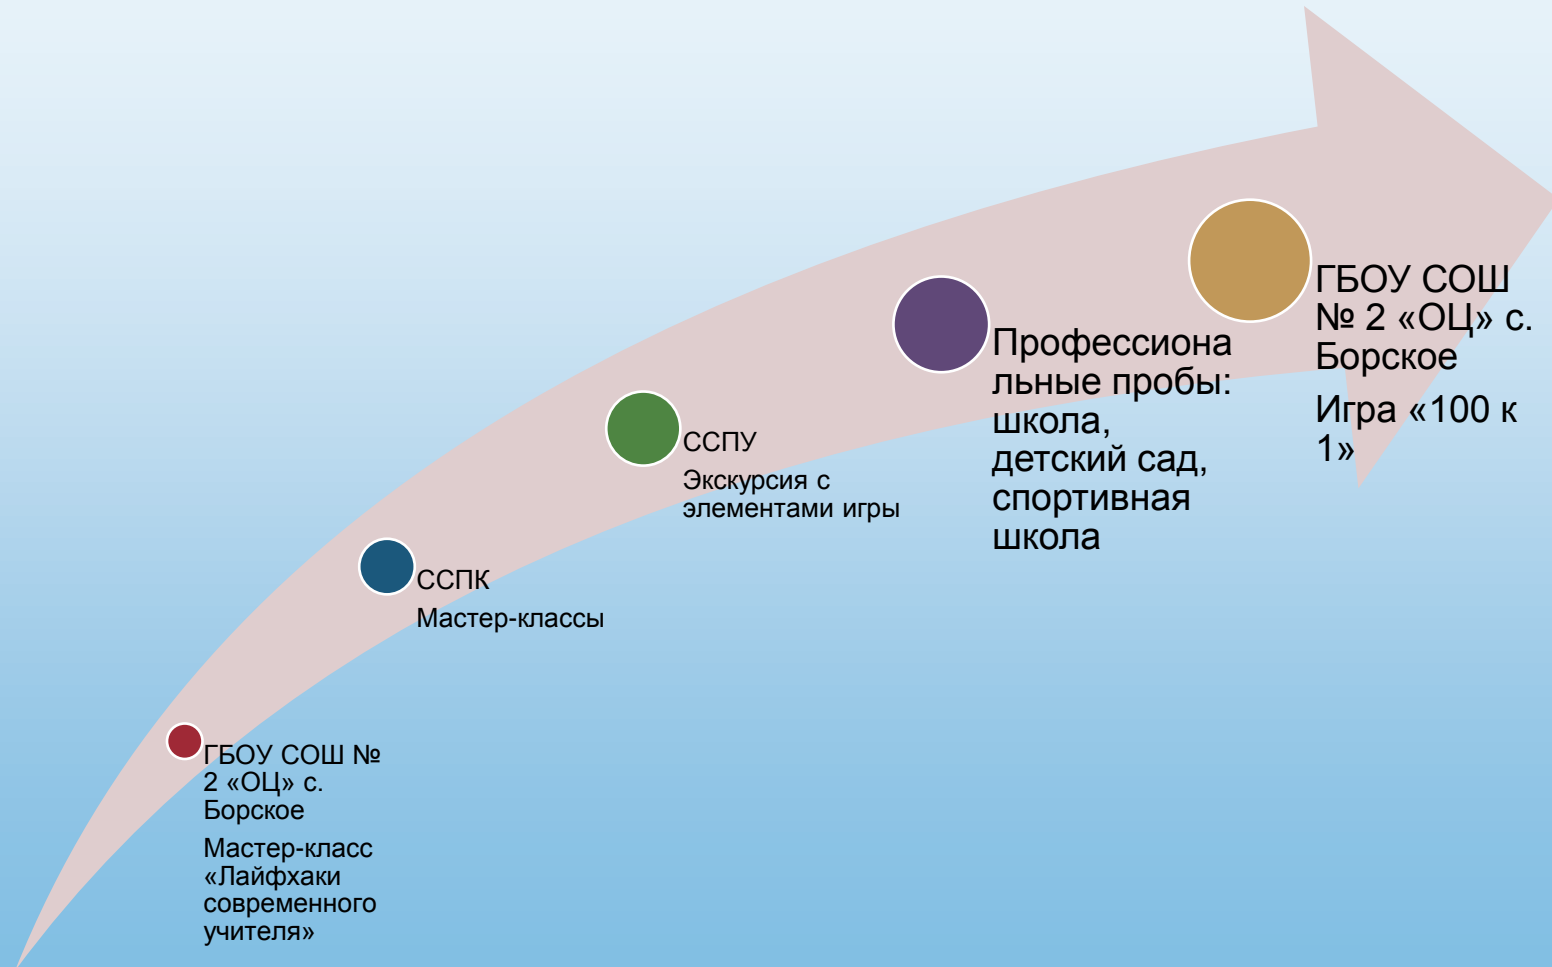 ГБОУ СОШ №
2 «ОЦ» с.
Борское
Мастер-класс
«Лайфхаки
современного
учителя»
ССПК
Мастер-классы
ССПУ
Экскурсия с
элементами игры
Профессиона
льные пробы:
школа,
детский сад,
спортивная
школа
ГБОУ СОШ
№ 2 «ОЦ» с.
Борское
Игра «100 к
1»